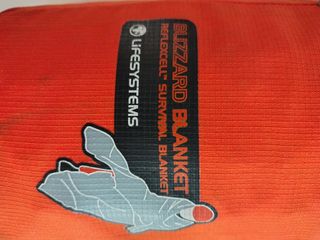 BLIZZARD BLANKET
REFLEXCELL™ SURVIVAL BLANKET
LIFESYSTEMS